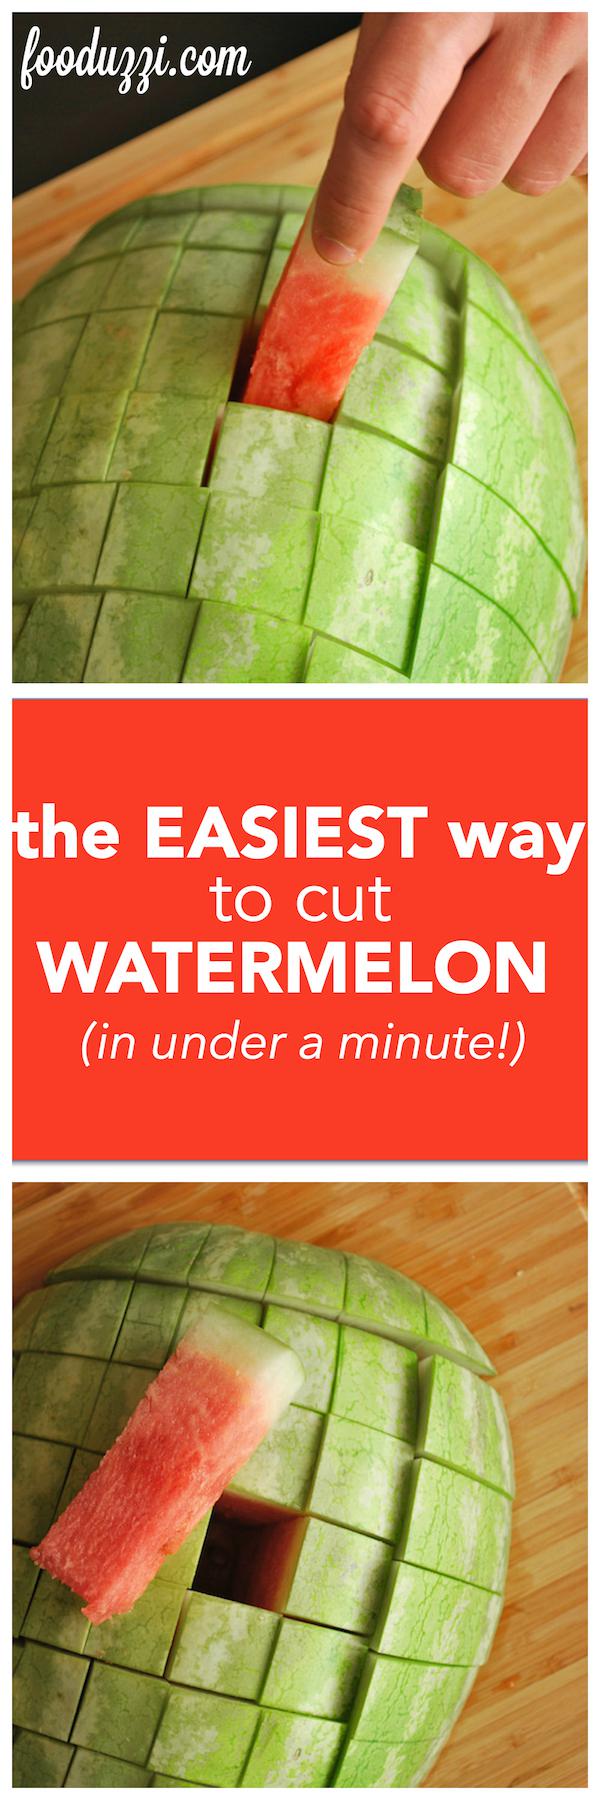 fooduzzi.com
the EASIEST way
to cut
WATERMELON
(in under a minute!)